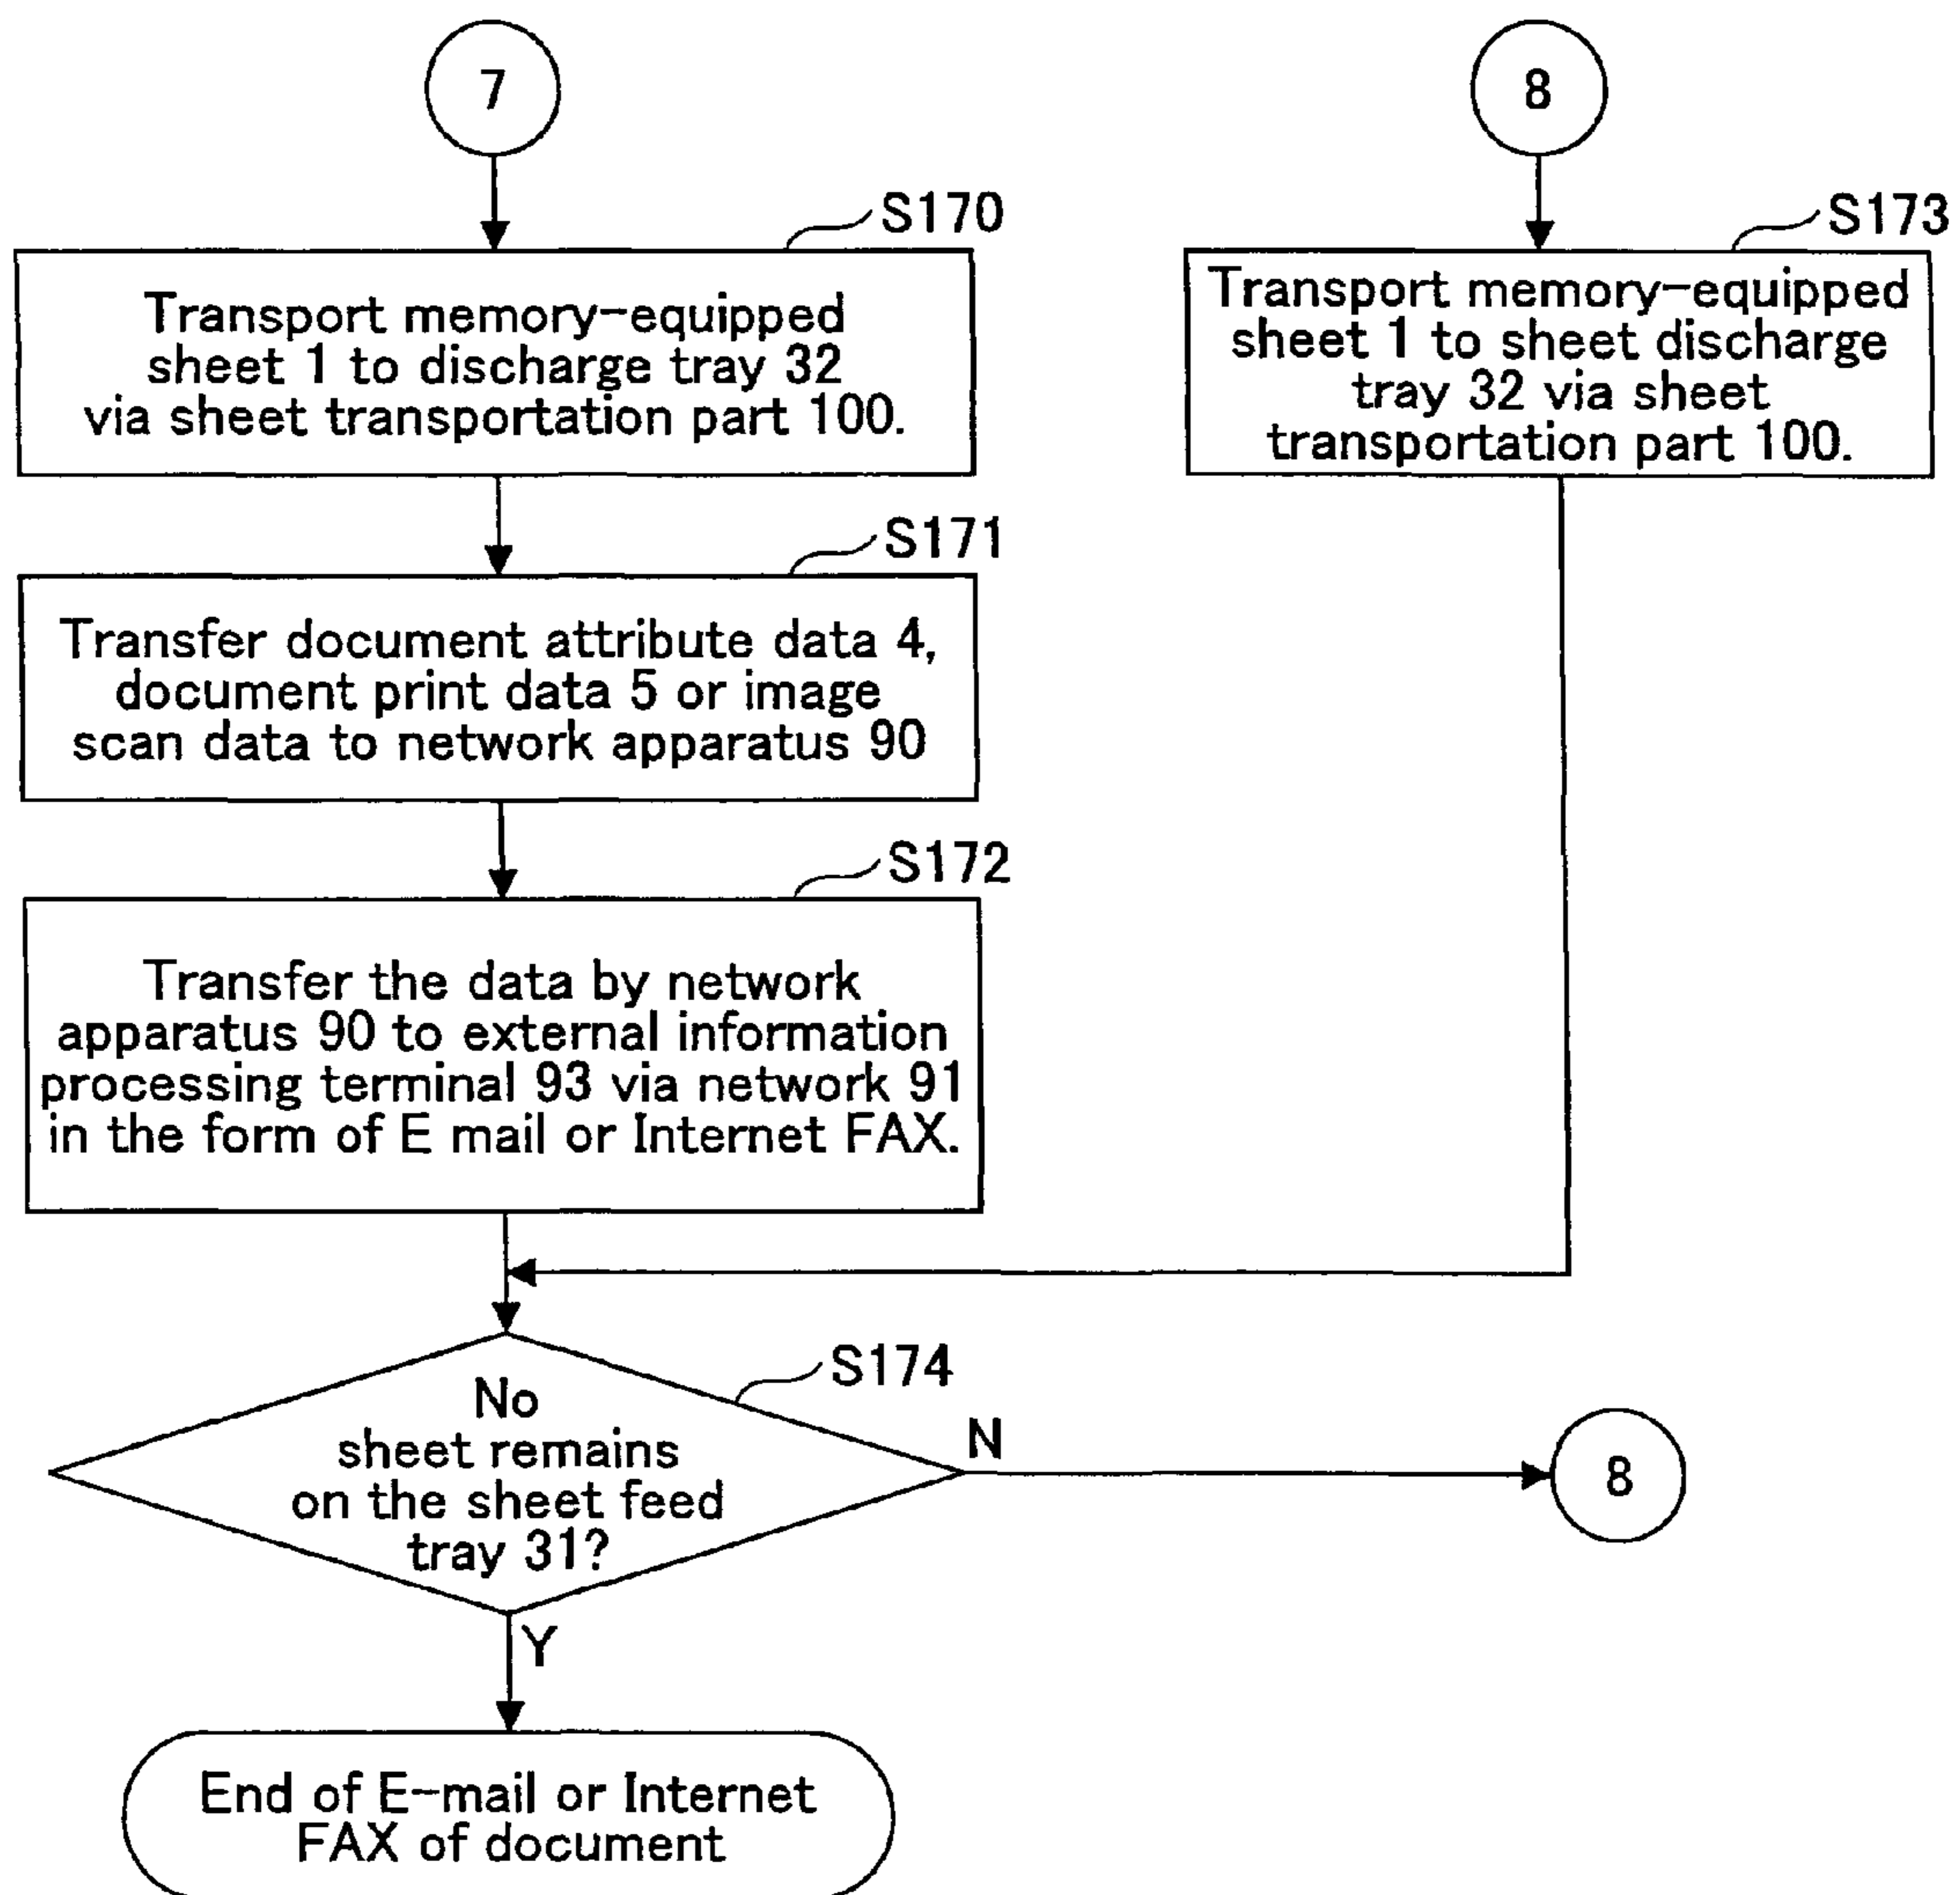 7
S170
Transport memory-equipped
sheet 1 to discharge tray 32
via sheet transportation part 100.
S171
Transfer document attribute data 4,
document print data 5 or image
scan data to network apparatus 90
S172
Transfer the data by network
apparatus 90 to external information
processing terminal 93 via network 91
in the form of E mail or Internet FAX.
8
S173
Transport memory-equipped
sheet 1 to sheet discharge
tray 32 via sheet
transportation part 100.
S174
No
sheet remains
on the sheet feed
tray 31?
N
8
Y
End of E-mail or Internet
FAX of document